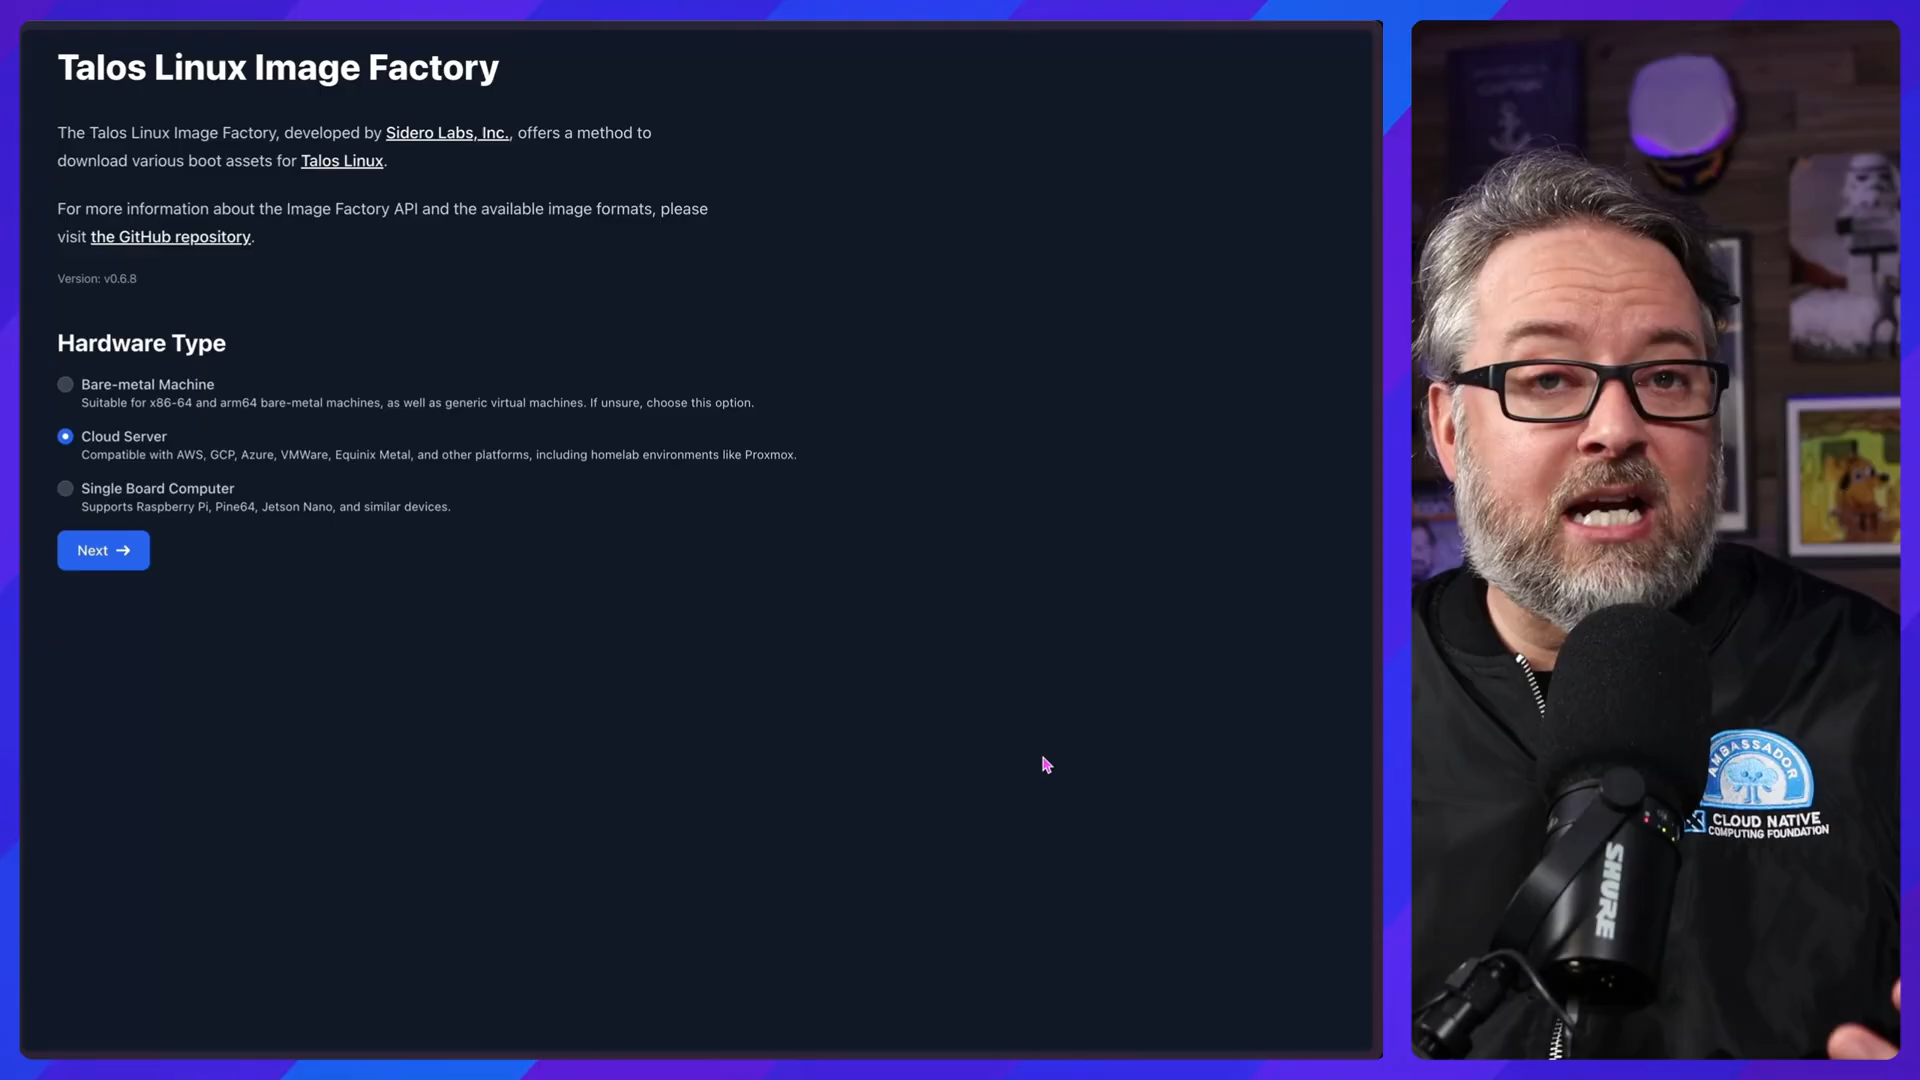 Talos Linux Image Factory
The Talos Linux Image Factory, developed by Sidero Labs, Inc., offers a method to
download various boot assets for Talos Linux.
For more information about the Image Factory API and the available image formats, please
visit the GitHub repository.
Version: v0.6.8
Hardware Type
Bare-metal Machine
Suitable for x86-64 and arm64 bare-metal machines, as well as generic virtual machines. If unsure, choose this option.
Cloud Server
Compatible with AWS, GCP, Azure, VMWare, Equinix Metal, and other platforms, including homelab environments like Proxmox.
Single Board Computer
Supports Raspberry Pi, Pine64, Jetson Nano, and similar devices.
Next
AMBASSADOR
CLOUD NATIVE
COMPUTING FOUNDATION
SHURE